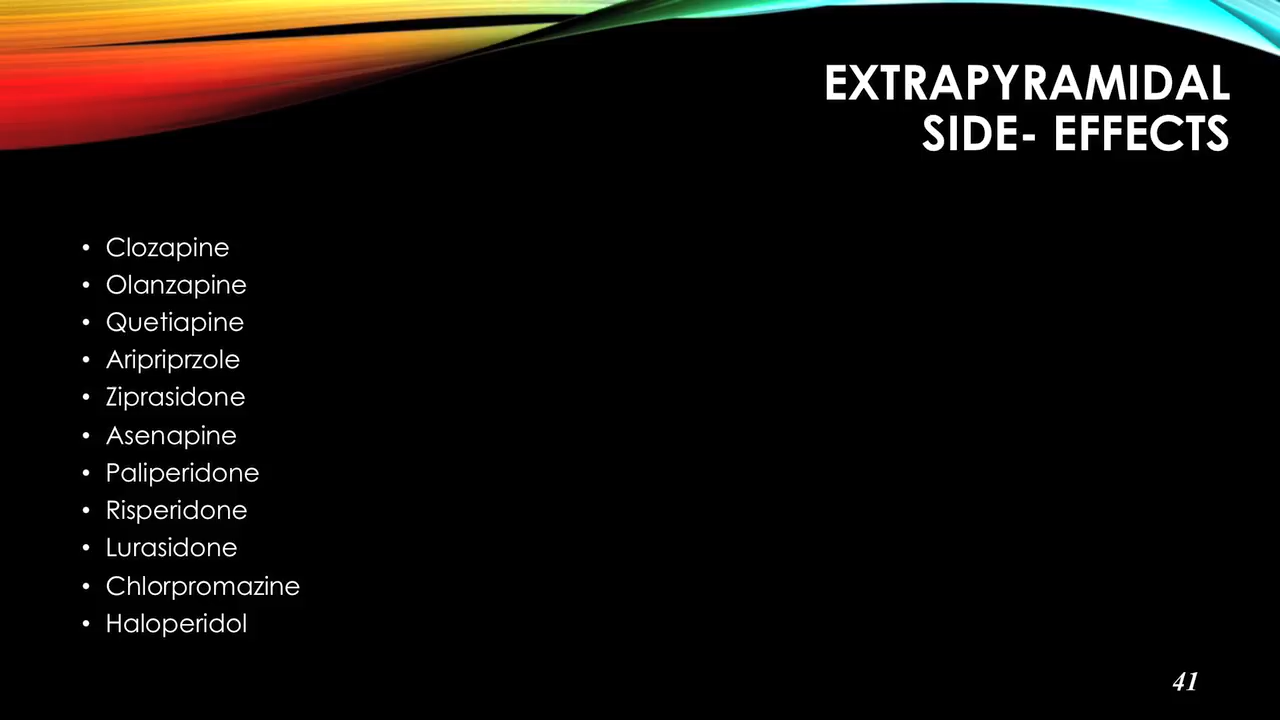 EXTRAPYRAMIDAL
SIDE- EFFECTS
• Clozapine
• Olanzapine
• Quetiapine
• Aripriprzole
• Ziprasidone
• Asenapine
• Paliperidone
• Risperidone
• Lurasidone
• Chlorpromazine
• Haloperidol
41